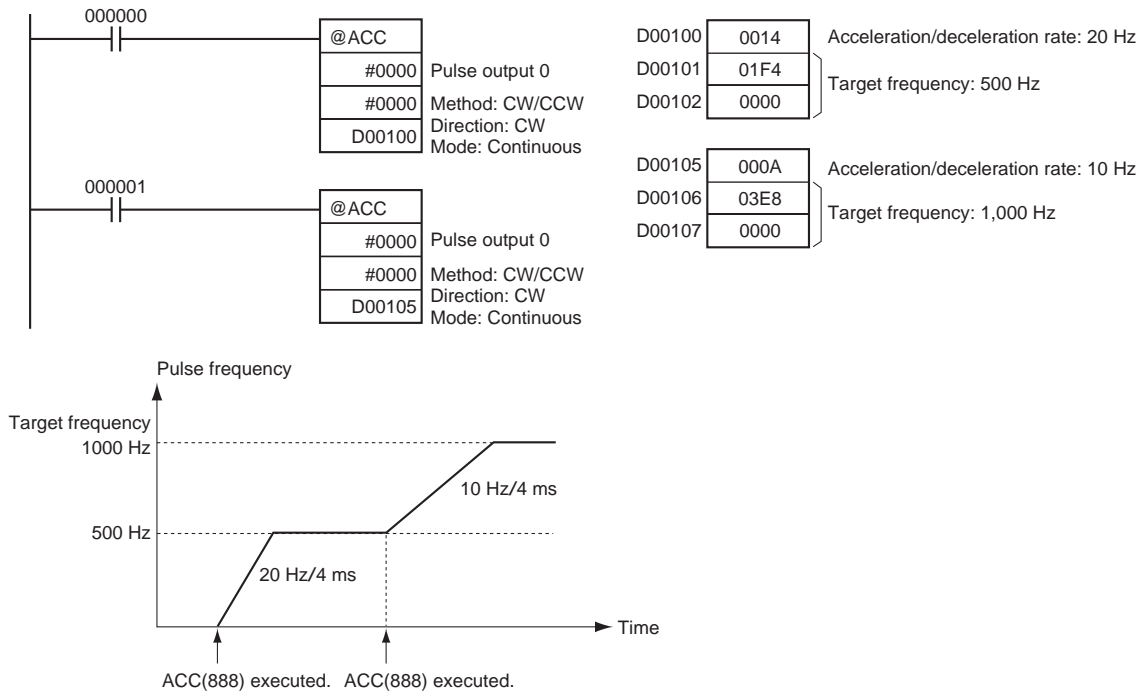 000000
@ACC
#0000 Pulse output 0
#0000 Method: CW/CCW
Direction: CW
D00100
Mode: Continuous
000001
@ACC
#0000 Pulse output 0
#0000 Method: CW/CCW
Direction: CW
D00105
Mode: Continuous
D00100 0014 Acceleration/deceleration rate: 20 Hz
D00101 01F4
Target frequency: 500 Hz
D00102 0000
D00105 000A Acceleration/deceleration rate: 10 Hz
D00106 03E8
Target frequency: 1,000 Hz
D00107 0000
Pulse frequency
Target frequency
1000 Hz
10 Hz/4 ms
500 Hz
20 Hz/4 ms
Time
ACC(888) executed. ACC(888) executed.